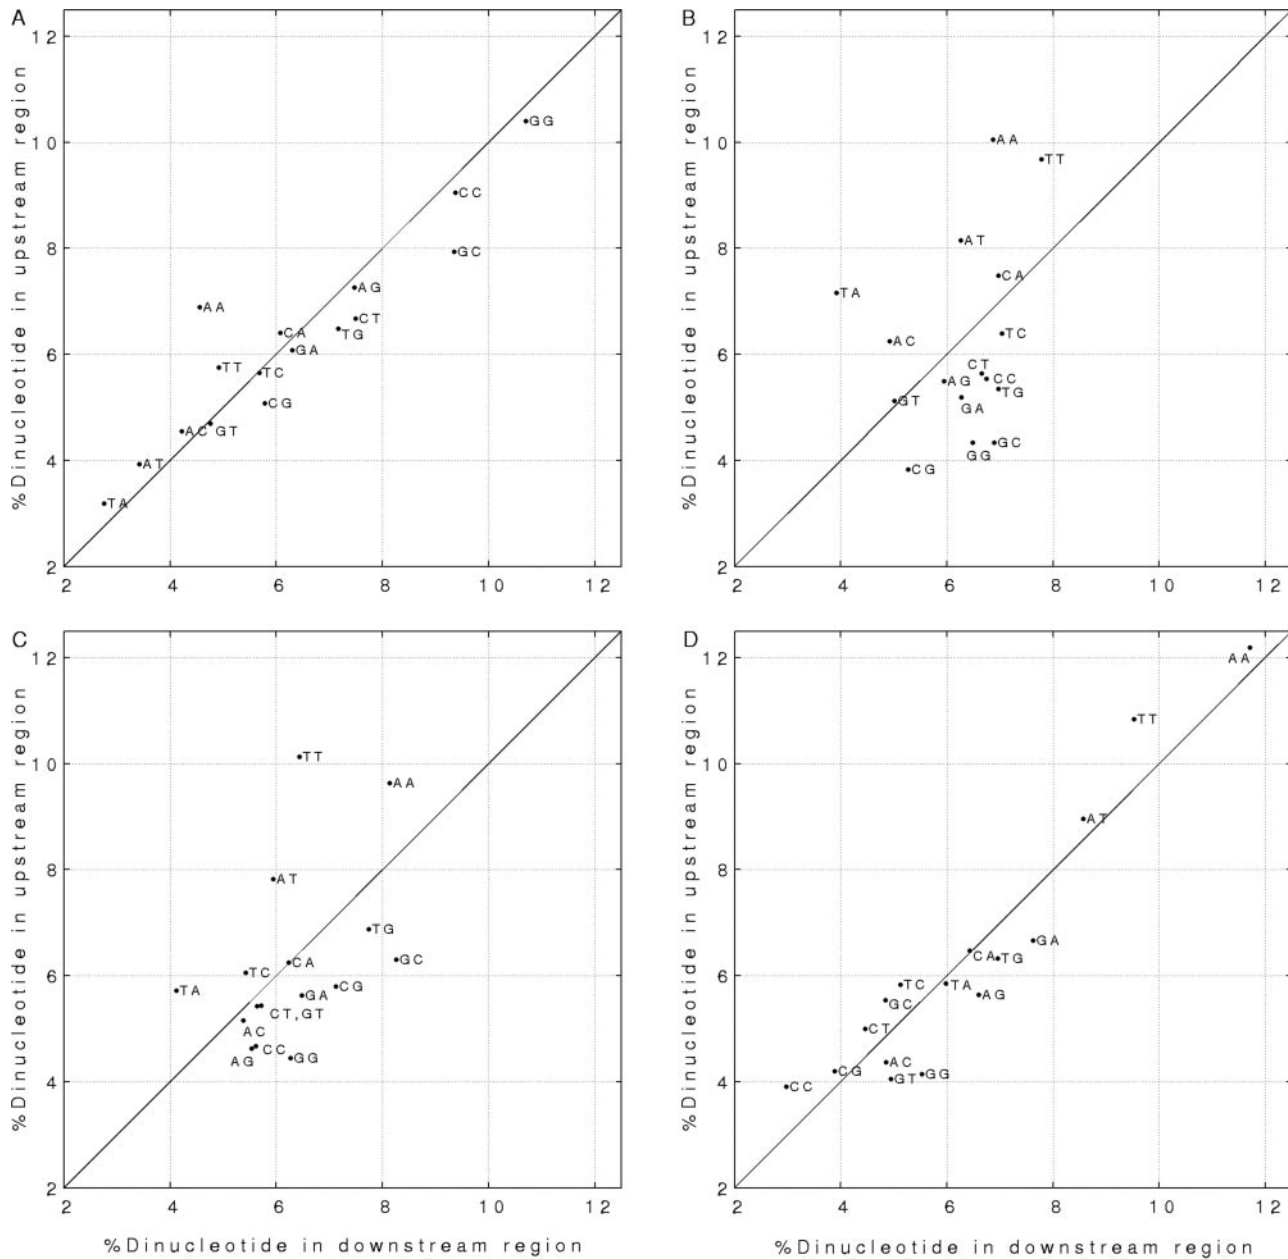 A
%Dinucleotide in upstream region
12
10
8
6
4
2
GG
CC
GC
AG
AA
CT
CA
TG
GA
TT
TC
CG
AC
GT
AT
TA
2
4
6
8
10
12
B
%Dinucleotide in upstream region
12
10
8
6
4
2
AA
TT
AT
CA
TA
AC
TC
CT
CC
AG
TG
GT
GA
GC
GG
CG
2
4
6
8
10
12
C
%Dinucleotide in upstream region
12
10
8
6
4
2
TT
AA
AT
TG
CA
GC
TC
CG
TA
GA
CT,GT
AC
CC
AG
GG
2
4
6
8
10
12
%Dinucleotide in downstream region
D
%Dinucleotide in upstream region
12
10
8
6
4
2
AA
TT
AT
GA
CA
TG
TC
TA
AG
GC
CT
AC
CG
GT
GG
CC
2
4
6
8
10
12
%Dinucleotide in downstream region